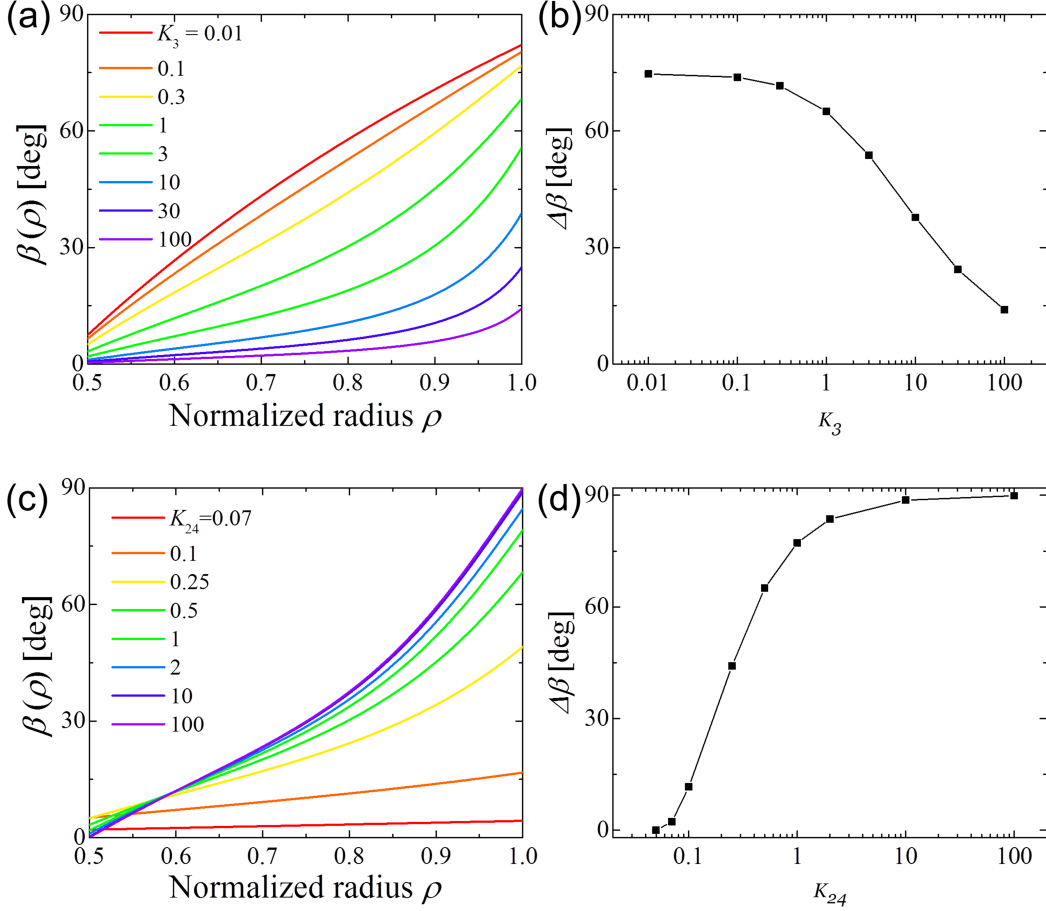 (a)
90
60
30
0
β(ρ) [deg]
K3 = 0.01
0.1
0.3
1
3
10
30
100
0.5 0.6 0.7 0.8 0.9 1.0
Normalized radius ρ
(b)
90
60
30
0
Δβ [deg]
0.01 0.1 1 10 100
K3
(c)
90
60
30
0
β(ρ) [deg]
K24=0.07
0.1
0.25
0.5
1
2
10
100
0.5 0.6 0.7 0.8 0.9 1.0
Normalized radius ρ
(d)
90
60
30
0
Δβ [deg]
0.1 1 10 100
K24